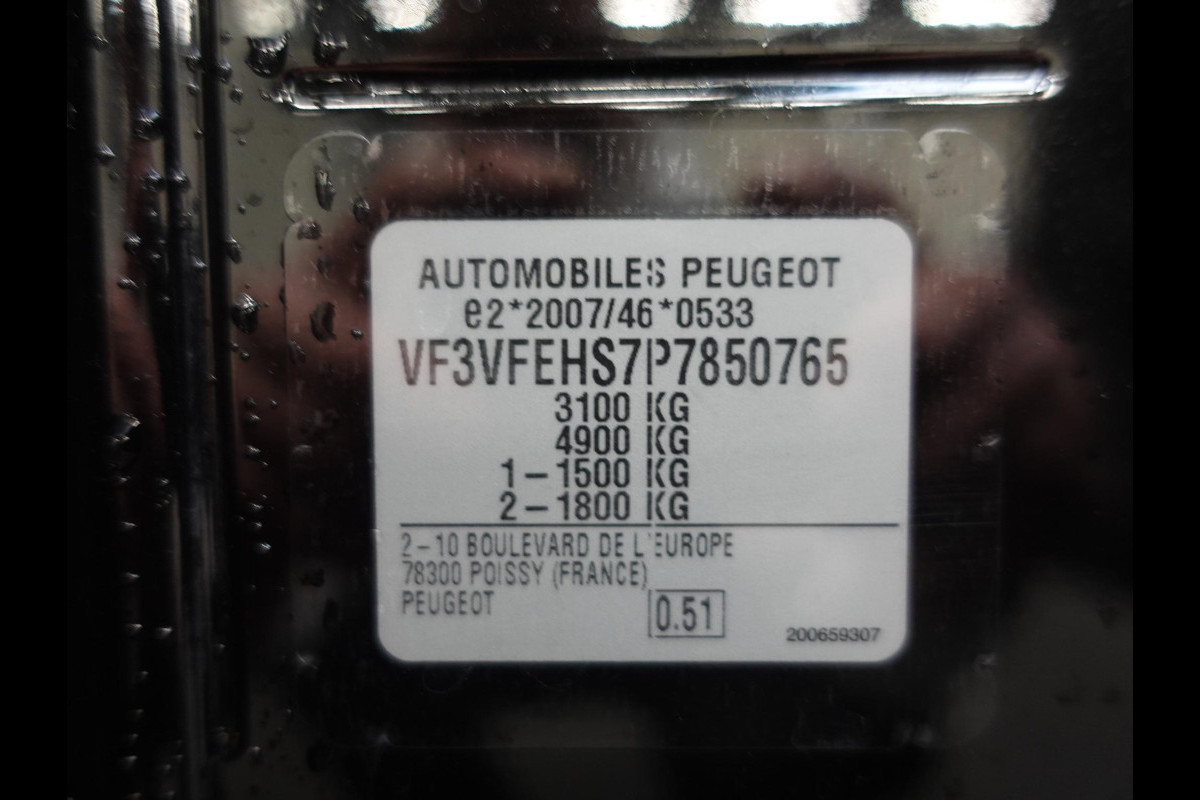 AUTOMOBILES PEUGEOT
e2*2007/46*0533
VF3VFEHS7P7850765
3100 KG
4900 KG
1-1500 KG
2-1800 KG
2-10 BOULEVARD DE L'EUROPE
78300 POISSY (FRANCE)
PEUGEOT
0.51
200659307